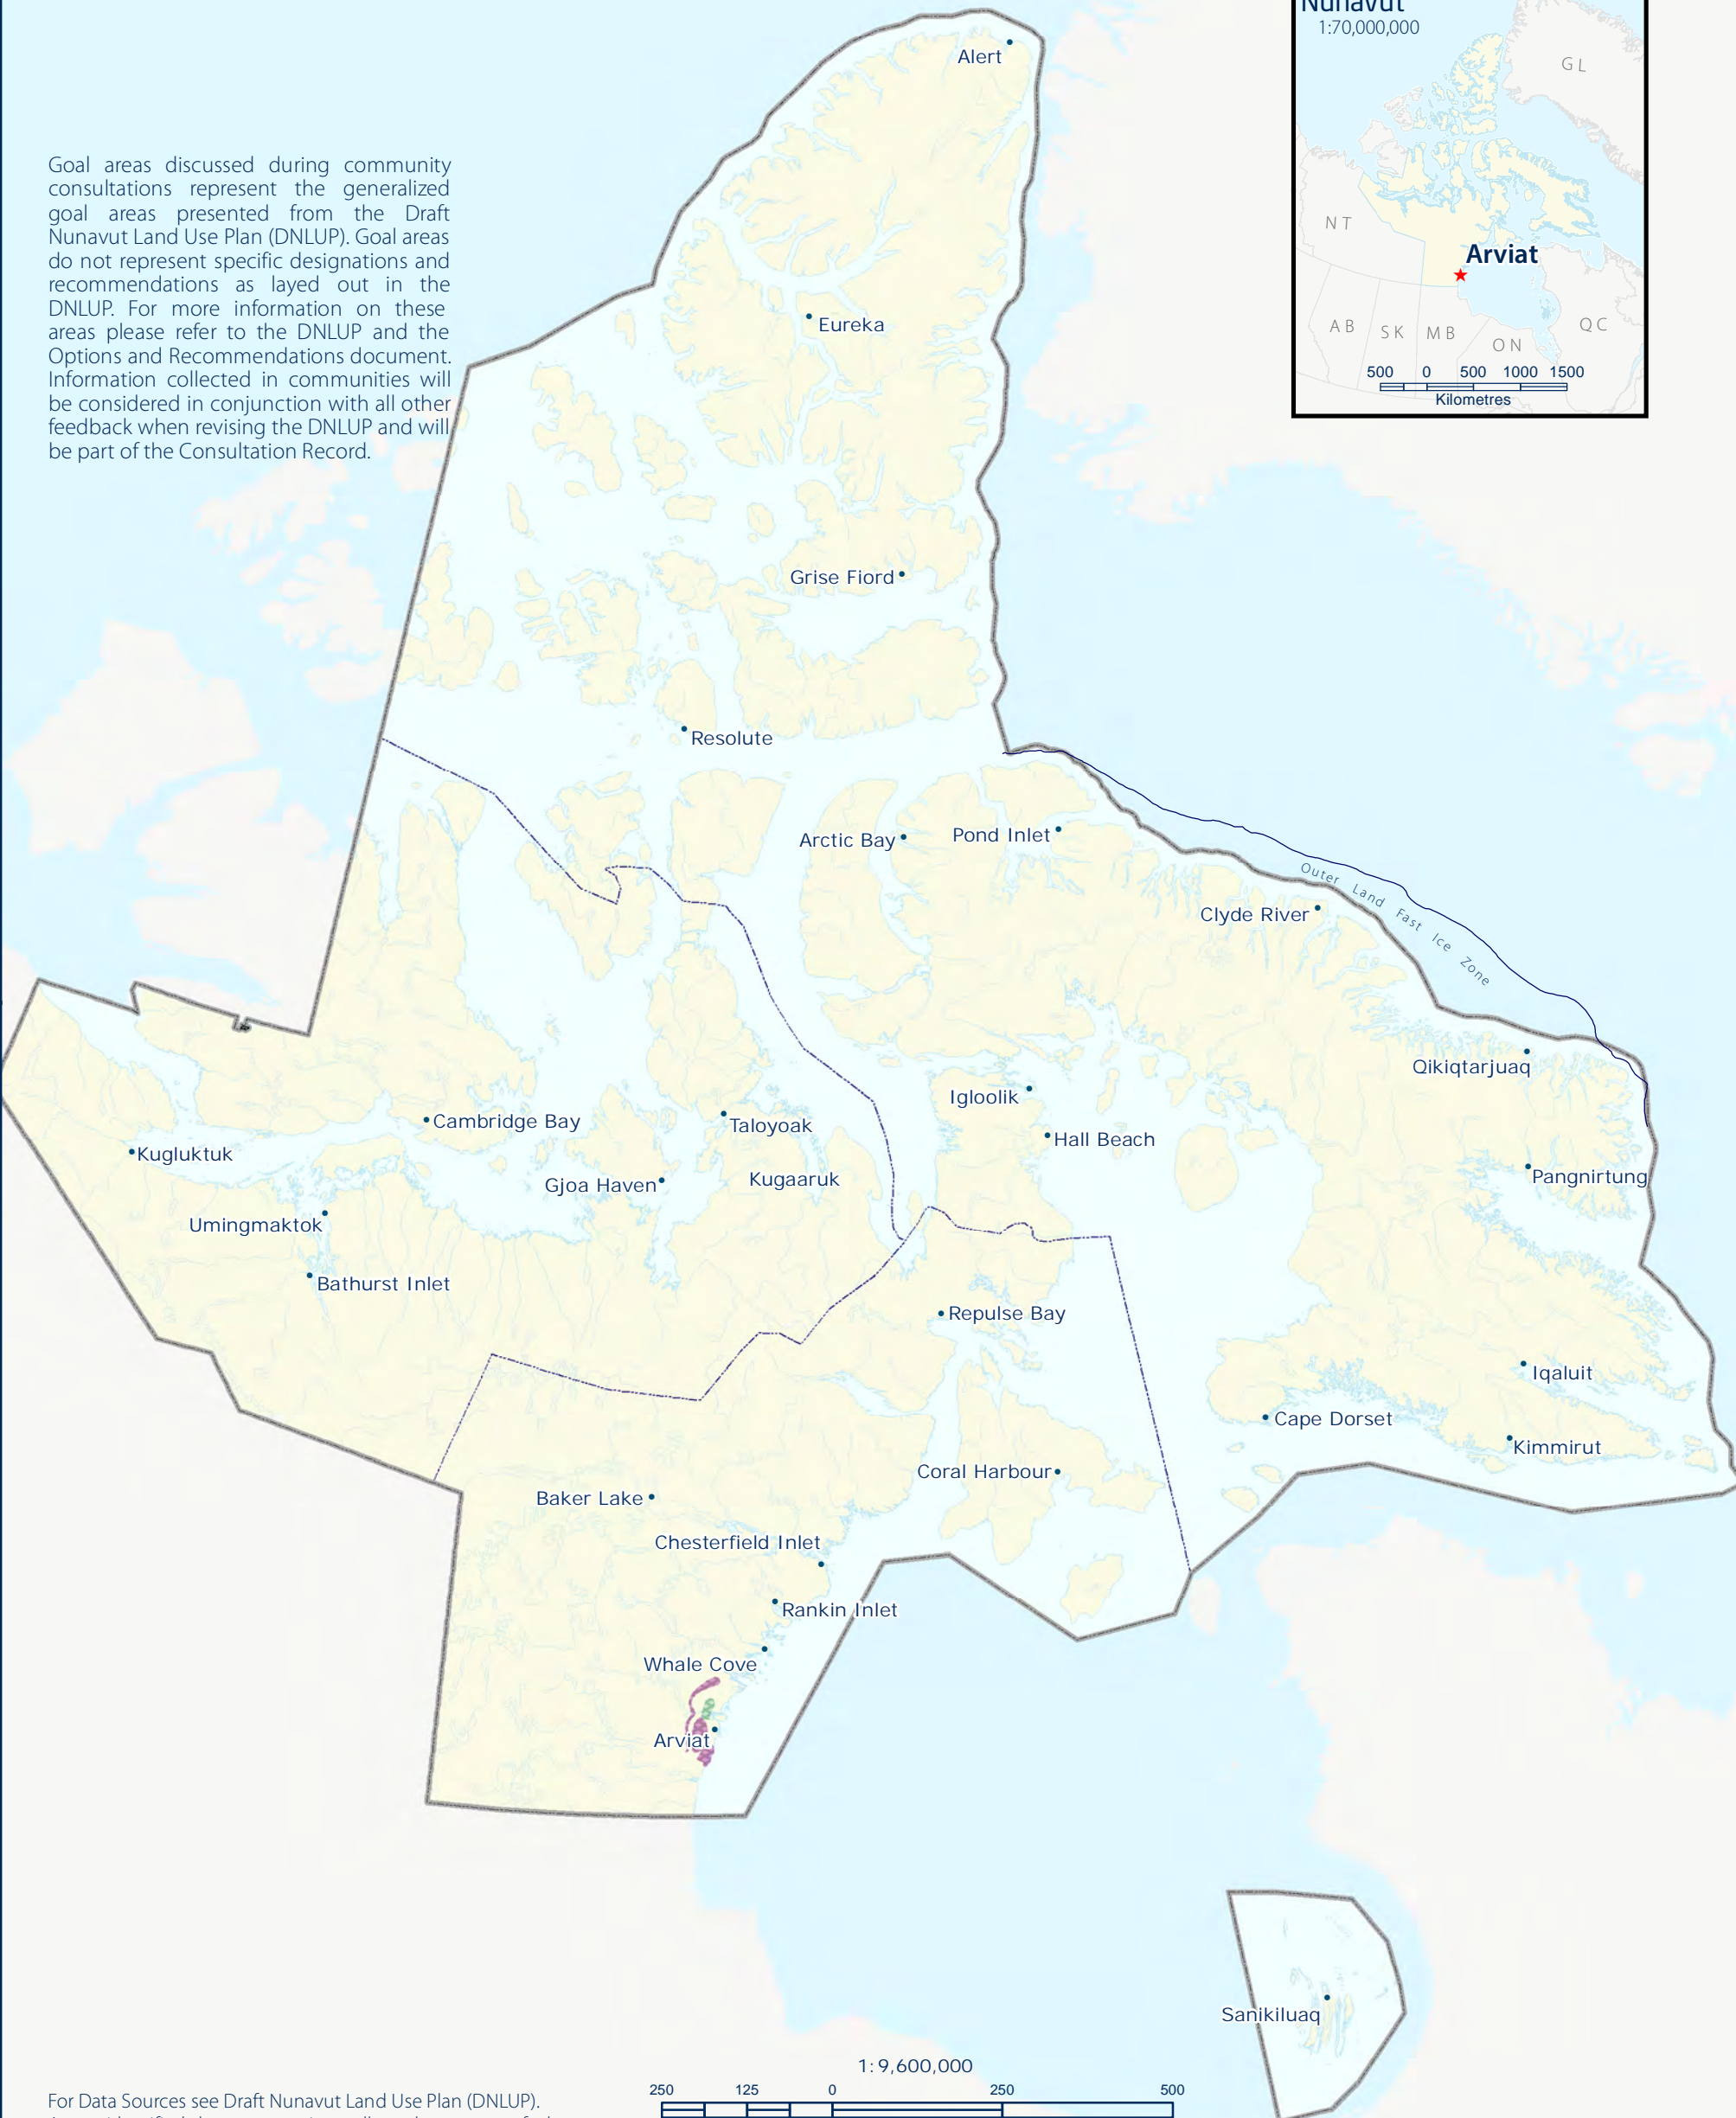 Nunavut
1:70,000,000
GL
NT
Arviat
AB
SK
MB
ON
QC
500 0 500 1000 1500
Kilometres
Goal areas discussed during community
consultations represent the generalized
goal areas presented from the Draft
Nunavut Land Use Plan (DNLUP). Goal areas
do not represent specific designations and
recommendations as layed out in the
DNLUP. For more information on these
areas please refer to the DNLUP and the
Options and Recommendations document.
Information collected in communities will
be considered in conjunction with all other
feedback when revising the DNLUP and will
be part of the Consultation Record.
Alert
Eureka
Grise Fiord
Resolute
Arctic Bay
Pond Inlet
Clyde River
Outer Land Fast Ice Zone
Qikiqtarjuaq
Igloolik
Cambridge Bay
Taloyoak
Hall Beach
Kugluktuk
Gjoa Haven
Kugaaruk
Pangnirtung
Umingmaktok
Bathurst Inlet
Repulse Bay
Iqaluit
Cape Dorset
Kimmirut
Coral Harbour
Baker Lake
Chesterfield Inlet
Rankin Inlet
Whale Cove
Arviat
Sanikiluaq
1:9,600,000
250 125 0 250 500
For Data Sources see Draft Nunavut Land Use Plan (DNLUP).